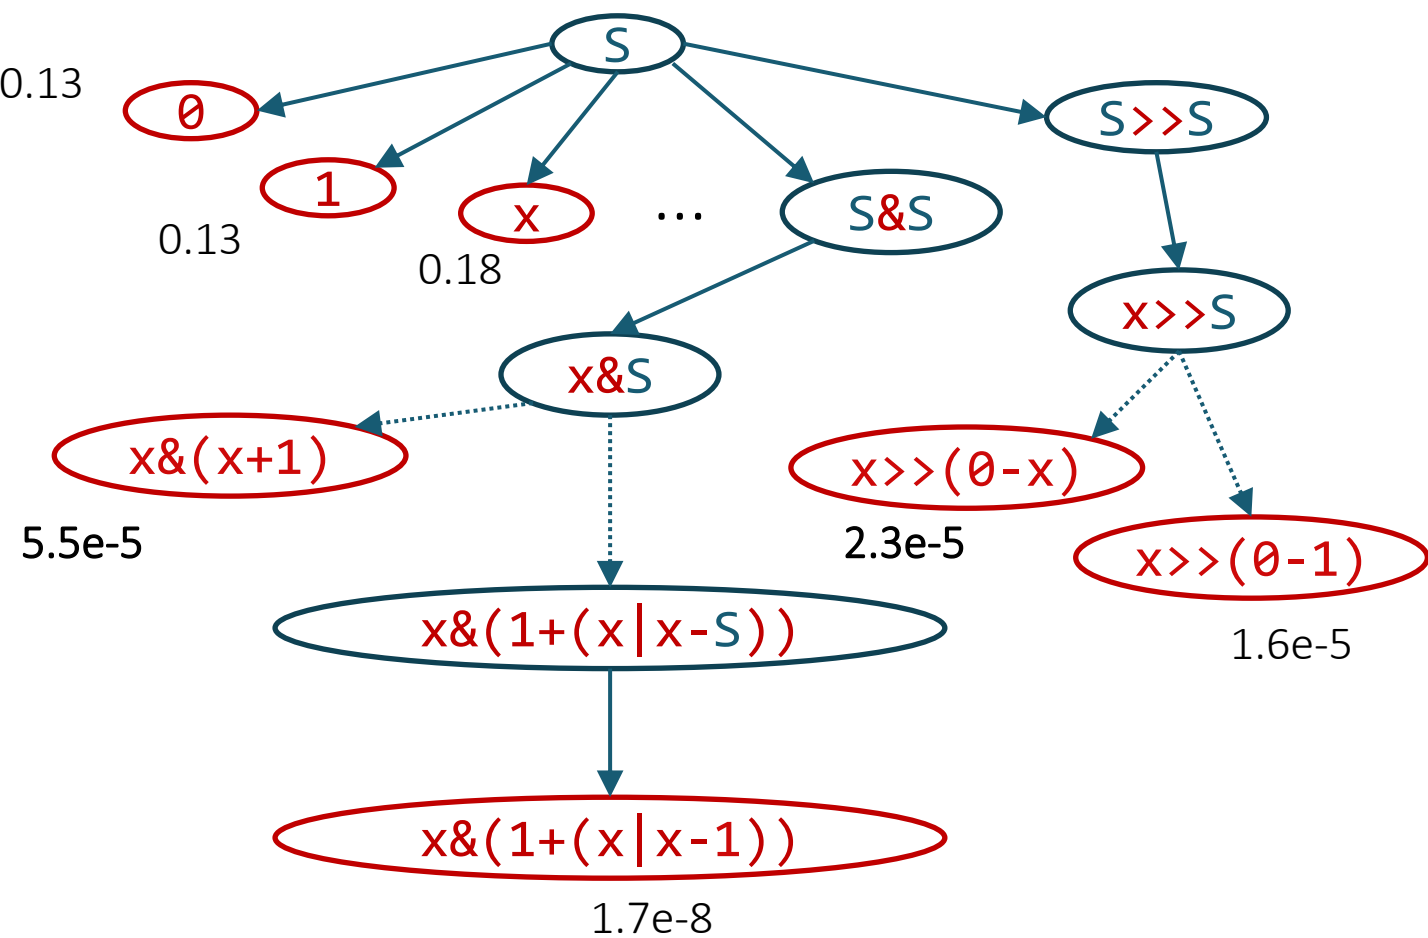 S
0.13
0
S>>S
1
x
...
S&S
0.13
0.18
x>>S
x&S
x&(x+1)
x>>(0-x)
5.5e-5
2.3e-5
x>>(0-1)
x&(1+(x|x-S))
1.6e-5
x&(1+(x|x-1))
1.7e-8